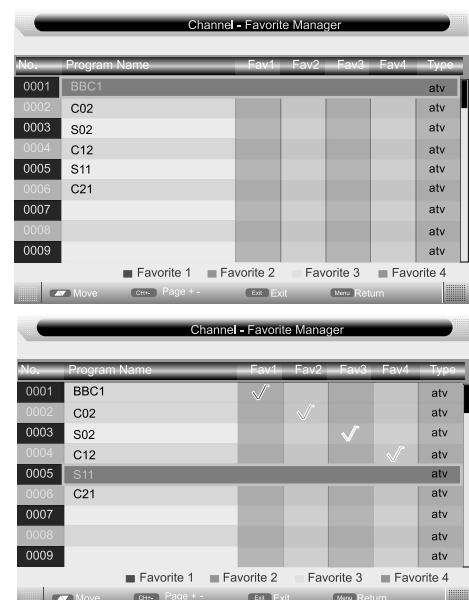 Channel - Favorite Manager
No. Program Name Fav1 Fav2 Fav3 Fav4 Type
0001 BBC1 atv
0002 C02 atv
0003 S02 atv
0004 C12 atv
0005 S11 atv
0006 C21 atv
0007 atv
0008 atv
0009 atv
Favorite 1 Favorite 2 Favorite 3 Favorite 4
Move CH+- Page + - Exit Exit Menu Return
Channel - Favorite Manager
No. Program Name Fav1 Fav2 Fav3 Fav4 Type
0001 BBC1 atv
0002 C02 atv
0003 S02 atv
0004 C12 atv
0005 S11 atv
0006 C21 atv
0007 atv
0008 atv
0009 atv
Favorite 1 Favorite 2 Favorite 3 Favorite 4
Move CH+- Page + - Exit Exit Menu Return